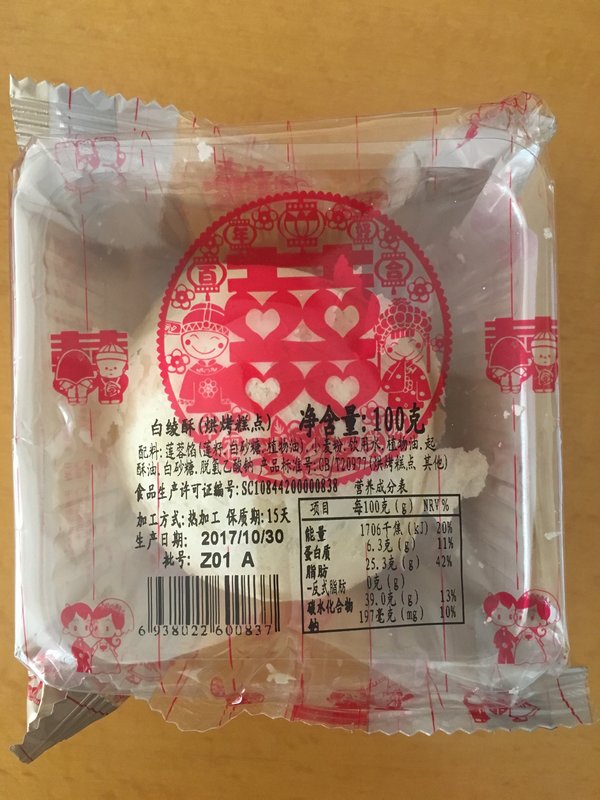 百年好合
囍
白绫酥(烘烤糕点) 净含量:100克
配料:莲蓉馅(莲籽,白砂糖,植物油),小麦粉,饮用水,植物油,起
酥油,白砂糖,脱氢乙酸钠 产品标准号:GB/T20977(烘烤糕点 其他)
食品生产许可证编号:SC10844200000838 营养成分表
项目 每100克(g) NRV%
加工方式:热加工 保质期:15天
能量 1706千焦(kJ) 20%
生产日期: 2017/10/30
蛋白质 6.3克(g) 11%
批号: Z01 A
脂肪 25.3克(g) 42%
-反式脂肪 0克(g)
碳水化合物 39.0克(g) 13%
钠 197毫克(mg) 10%
6 938022 600837